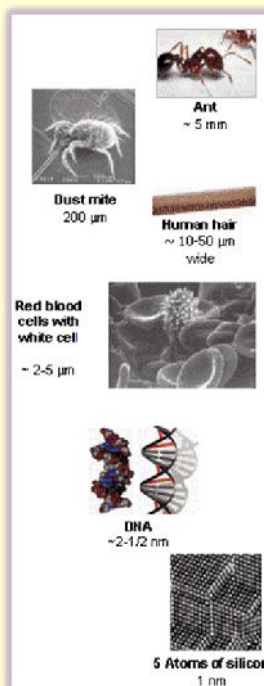 Ant
~ 5 mm
Dust mite
200 µm
Human hair
~ 10-50 µm
wide
Red blood
cells with
white cell
~ 2-5 µm
DNA
~2-1/2 nm
5 Atoms of silicon
1 nm